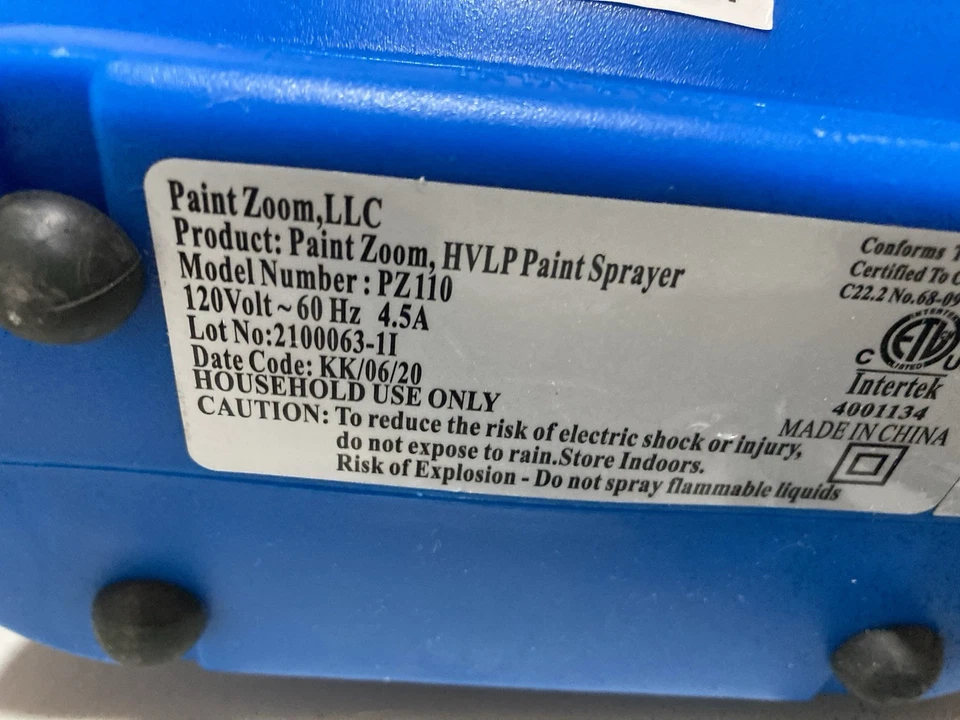 Paint Zoom,LLC
Product: Paint Zoom, HVLP Paint Sprayer
Model Number : PZ110
120Volt ~ 60 Hz 4.5A
Lot No:2100063-1I
Date Code: KK/06/20
HOUSEHOLD USE ONLY
CAUTION: To reduce the risk of electric shock or injury,
do not expose to rain.Store Indoors.
Risk of Explosion - Do not spray flammable liquids
Conforms
Certified To
C22.2 No.68-09
C
ETL
LISTED
Intertek
4001134
MADE IN CHINA